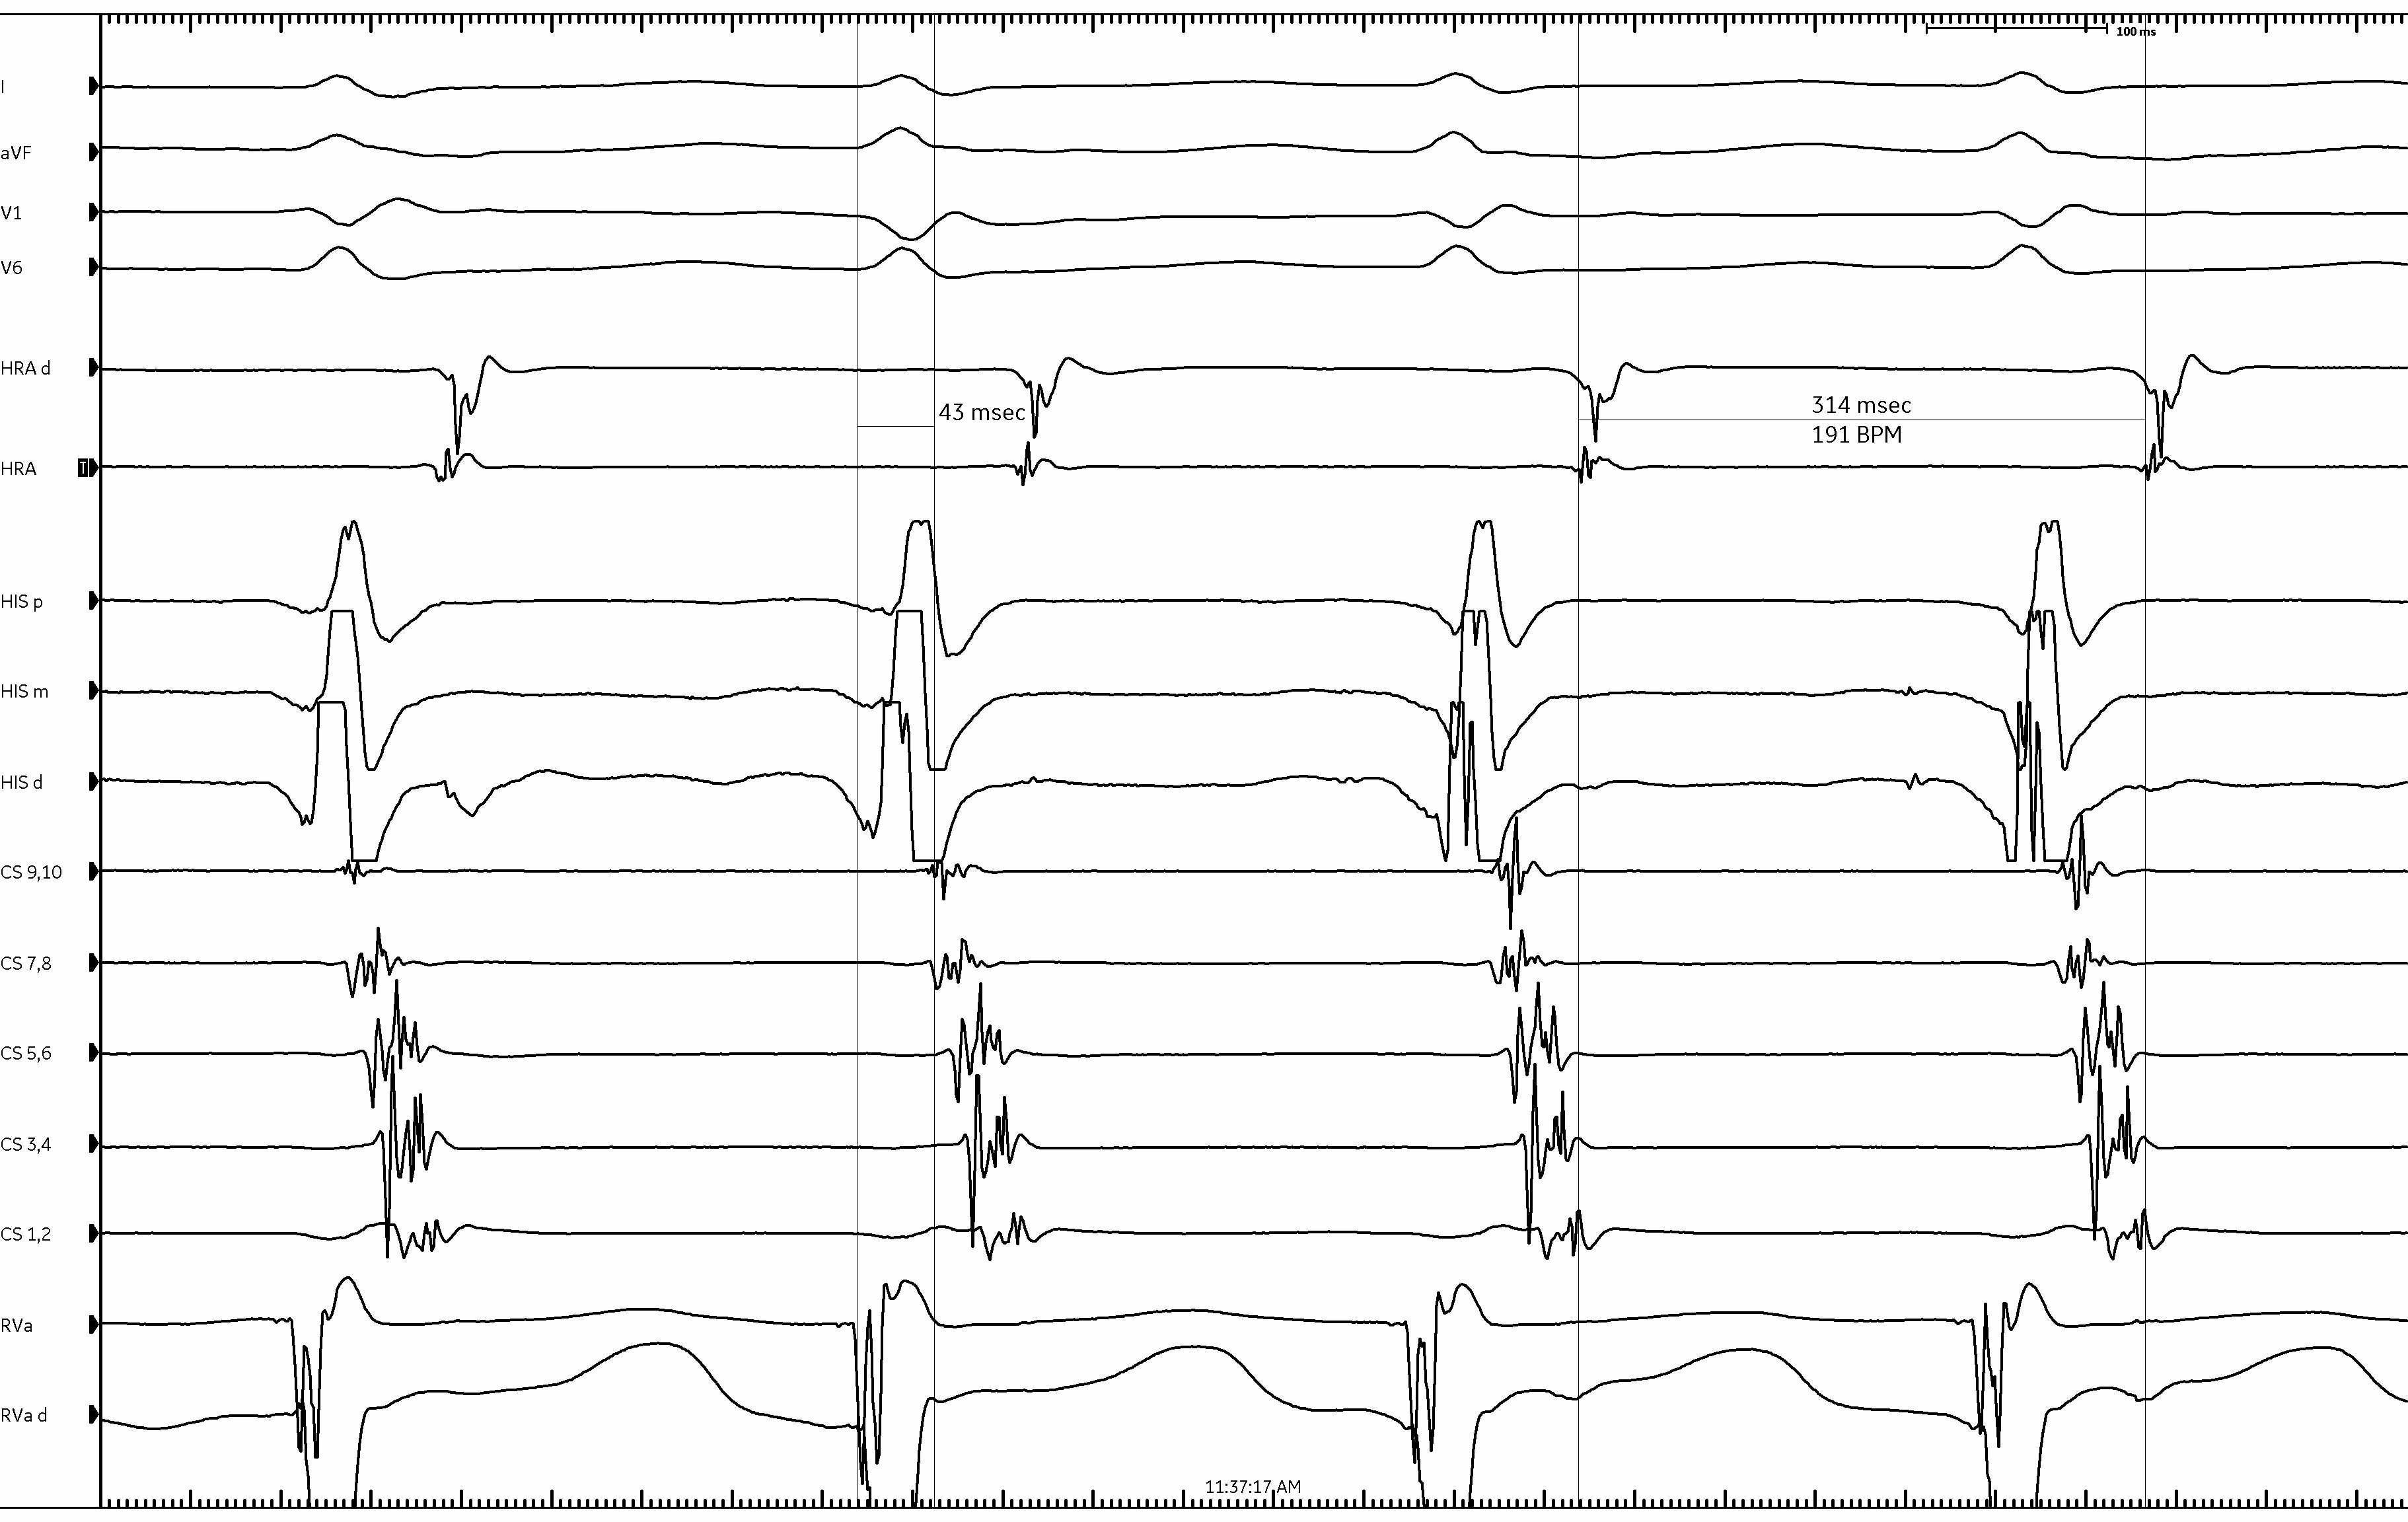 100 ms
I
aVF
V1
V6
HRA d
43 msec
314 msec
191 BPM
HRA
T
HIS p
HIS m
HIS d
CS 9,10
CS 7,8
CS 5,6
CS 3,4
CS 1,2
RVa
RVa d
11:37:17 AM